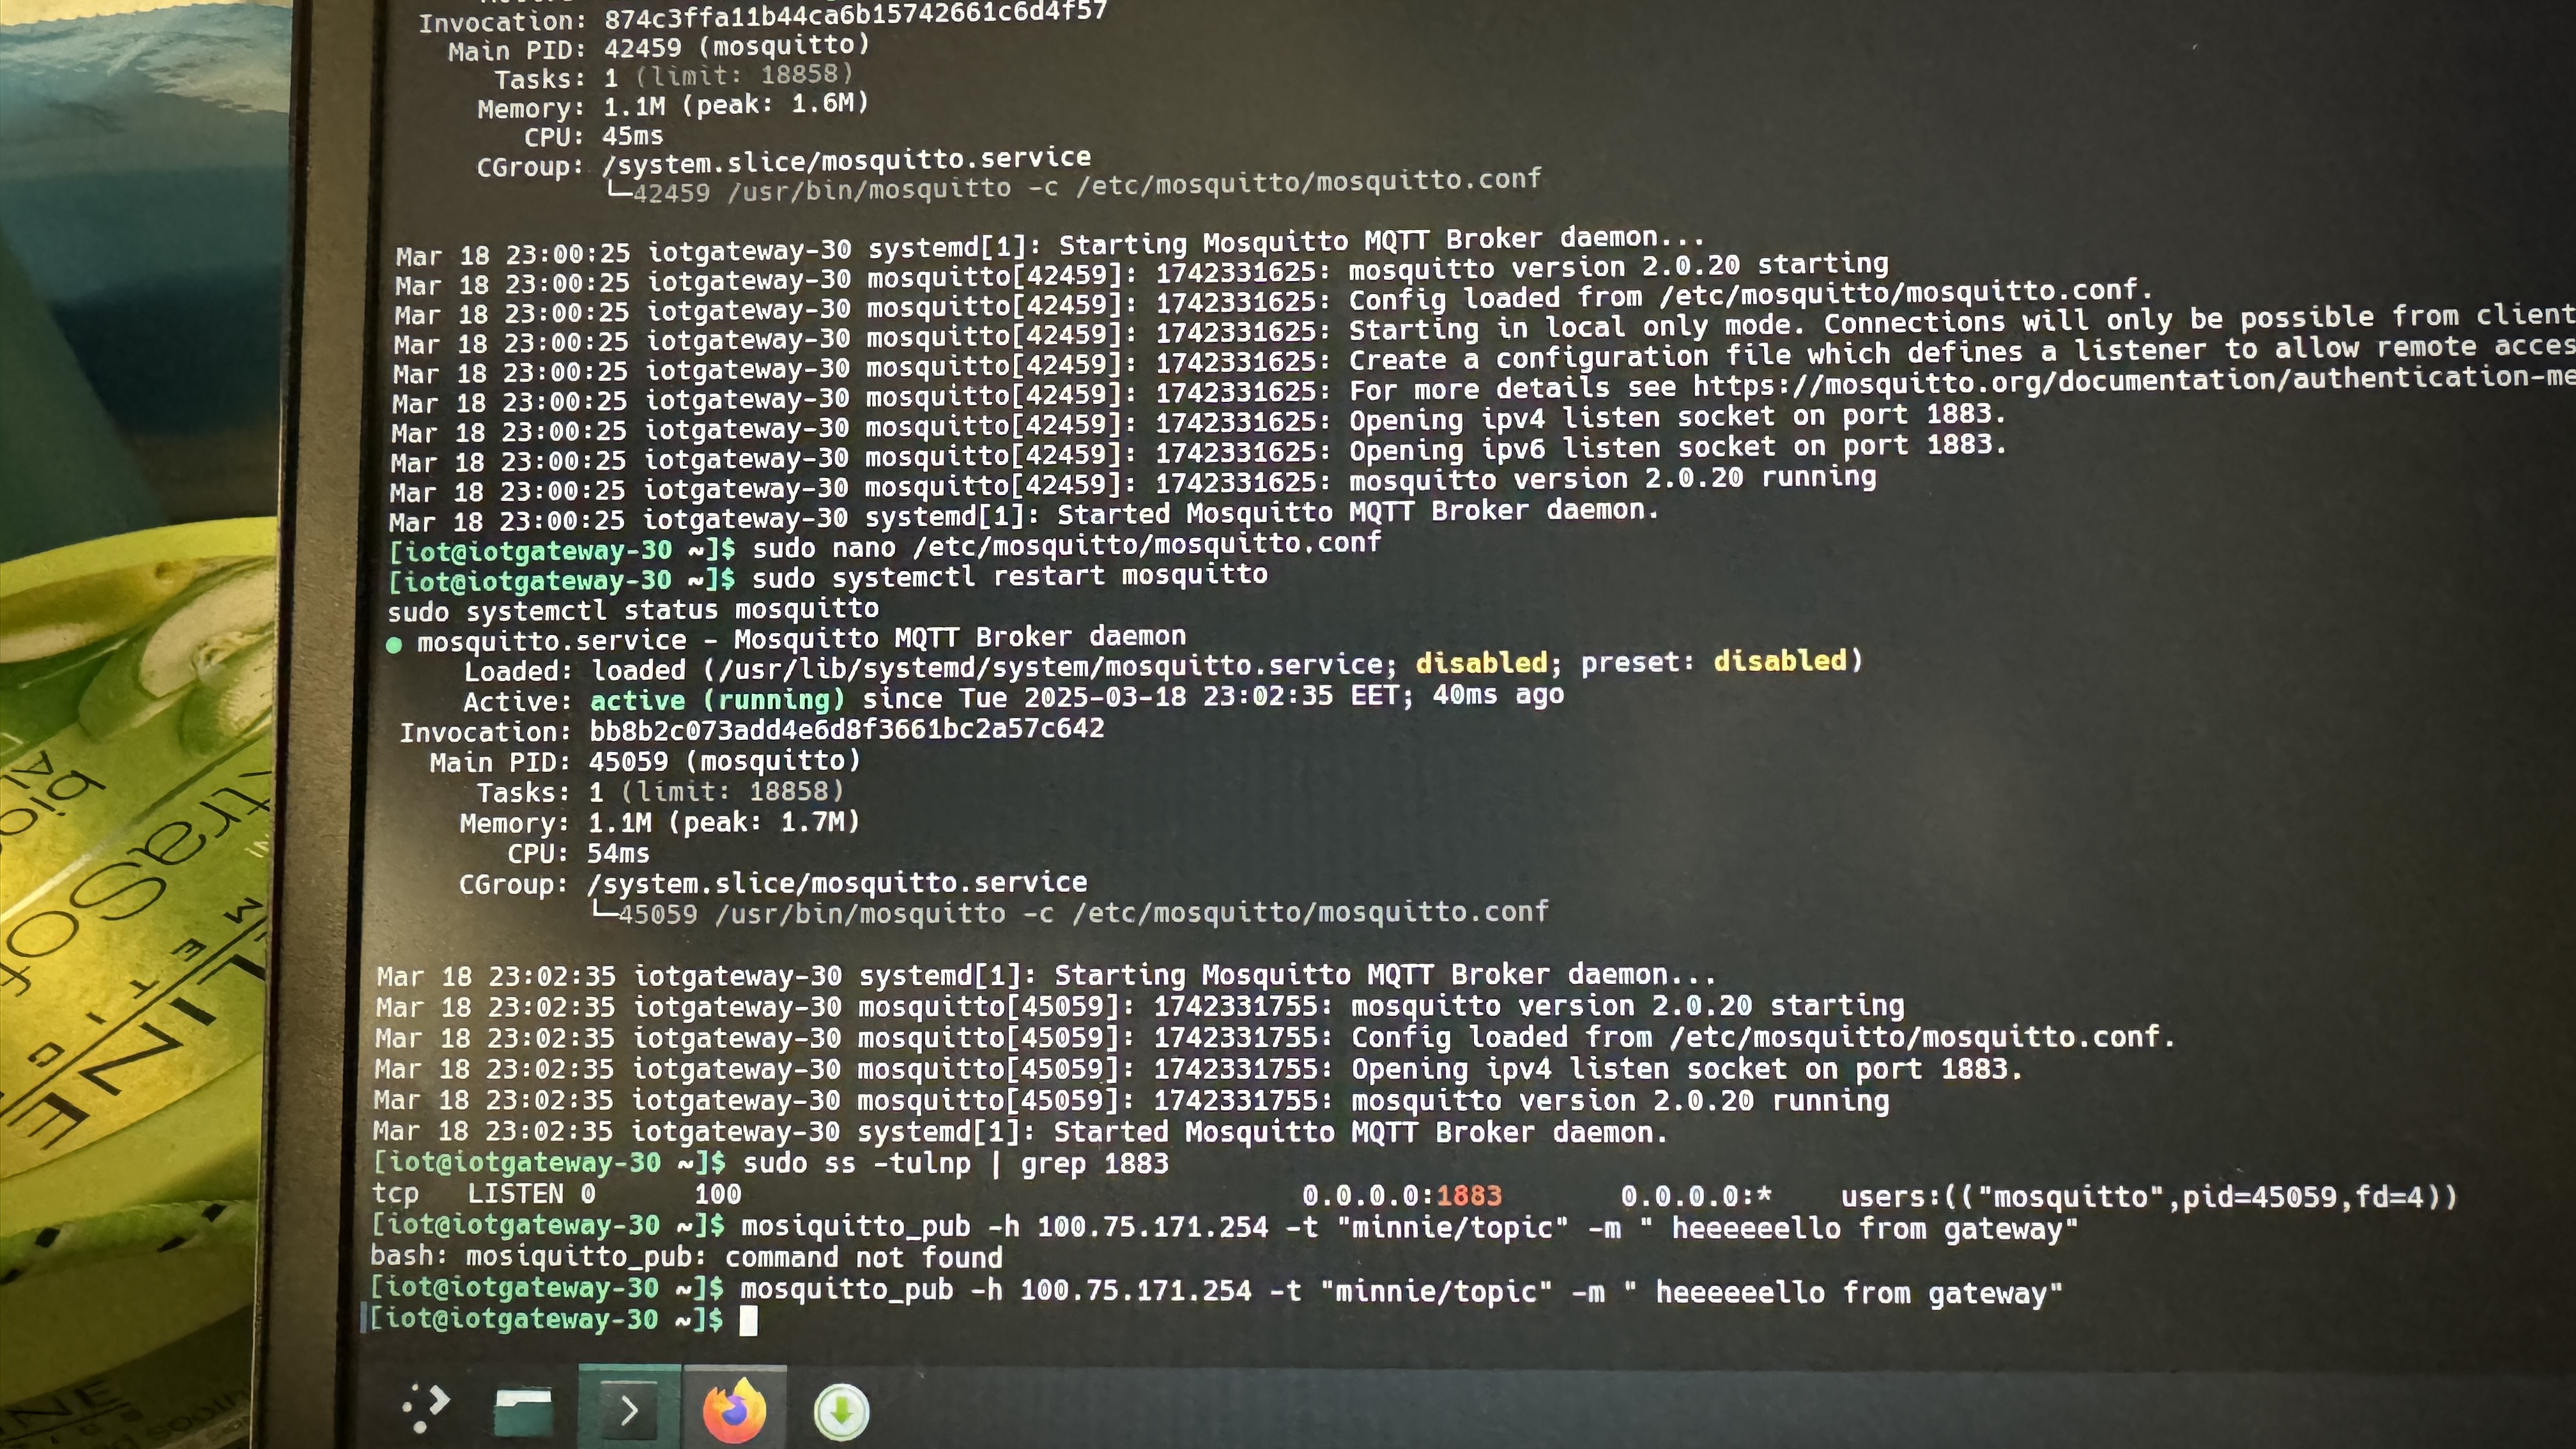 Invocation: 874c3ffa11b44ca6b15742661c6d4f57
Main PID: 42459 (mosquitto)
Tasks: 1 (limit: 18858)
Memory: 1.1M (peak: 1.6M)
CPU: 45ms
CGroup: /system.slice/mosquitto.service
└─42459 /usr/bin/mosquitto -c /etc/mosquitto/mosquitto.conf
Mar 18 23:00:25 iotgateway-30 systemd[1]: Starting Mosquitto MQTT Broker daemon...
Mar 18 23:00:25 iotgateway-30 mosquitto[42459]: 1742331625: mosquitto version 2.0.20 starting
Mar 18 23:00:25 iotgateway-30 mosquitto[42459]: 1742331625: Config loaded from /etc/mosquitto/mosquitto.conf.
Mar 18 23:00:25 iotgateway-30 mosquitto[42459]: 1742331625: Starting in local only mode. Connections will only be possible from client
Mar 18 23:00:25 iotgateway-30 mosquitto[42459]: 1742331625: Create a configuration file which defines a listener to allow remote acces
Mar 18 23:00:25 iotgateway-30 mosquitto[42459]: 1742331625: For more details see https://mosquitto.org/documentation/authentication-me
Mar 18 23:00:25 iotgateway-30 mosquitto[42459]: 1742331625: Opening ipv4 listen socket on port 1883.
Mar 18 23:00:25 iotgateway-30 mosquitto[42459]: 1742331625: Opening ipv6 listen socket on port 1883.
Mar 18 23:00:25 iotgateway-30 mosquitto[42459]: 1742331625: mosquitto version 2.0.20 running
Mar 18 23:00:25 iotgateway-30 systemd[1]: Started Mosquitto MQTT Broker daemon.
[iot@iotgateway-30 ~]$ sudo nano /etc/mosquitto/mosquitto.conf
[iot@iotgateway-30 ~]$ sudo systemctl restart mosquitto
sudo systemctl status mosquitto
● mosquitto.service - Mosquitto MQTT Broker daemon
Loaded: loaded (/usr/lib/systemd/system/mosquitto.service; disabled; preset: disabled)
Active: active (running) since Tue 2025-03-18 23:02:35 EET; 40ms ago
Invocation: bb8b2c073add4e6d8f3661bc2a57c642
Main PID: 45059 (mosquitto)
Tasks: 1 (limit: 18858)
Memory: 1.1M (peak: 1.7M)
CPU: 54ms
CGroup: /system.slice/mosquitto.service
└─45059 /usr/bin/mosquitto -c /etc/mosquitto/mosquitto.conf
Mar 18 23:02:35 iotgateway-30 systemd[1]: Starting Mosquitto MQTT Broker daemon...
Mar 18 23:02:35 iotgateway-30 mosquitto[45059]: 1742331755: mosquitto version 2.0.20 starting
Mar 18 23:02:35 iotgateway-30 mosquitto[45059]: 1742331755: Config loaded from /etc/mosquitto/mosquitto.conf.
Mar 18 23:02:35 iotgateway-30 mosquitto[45059]: 1742331755: Opening ipv4 listen socket on port 1883.
Mar 18 23:02:35 iotgateway-30 mosquitto[45059]: 1742331755: mosquitto version 2.0.20 running
Mar 18 23:02:35 iotgateway-30 systemd[1]: Started Mosquitto MQTT Broker daemon.
[iot@iotgateway-30 ~]$ sudo ss -tulnp | grep 1883
tcp LISTEN 0 100 0.0.0.0:1883 0.0.0.0:* users:(("mosquitto",pid=45059,fd=4))
[iot@iotgateway-30 ~]$ mosiquitto_pub -h 100.75.171.254 -t "minnie/topic" -m " heeeeeello from gateway"
bash: mosiquitto_pub: command not found
[iot@iotgateway-30 ~]$ mosquitto_pub -h 100.75.171.254 -t "minnie/topic" -m " heeeeeello from gateway"
[iot@iotgateway-30 ~]$